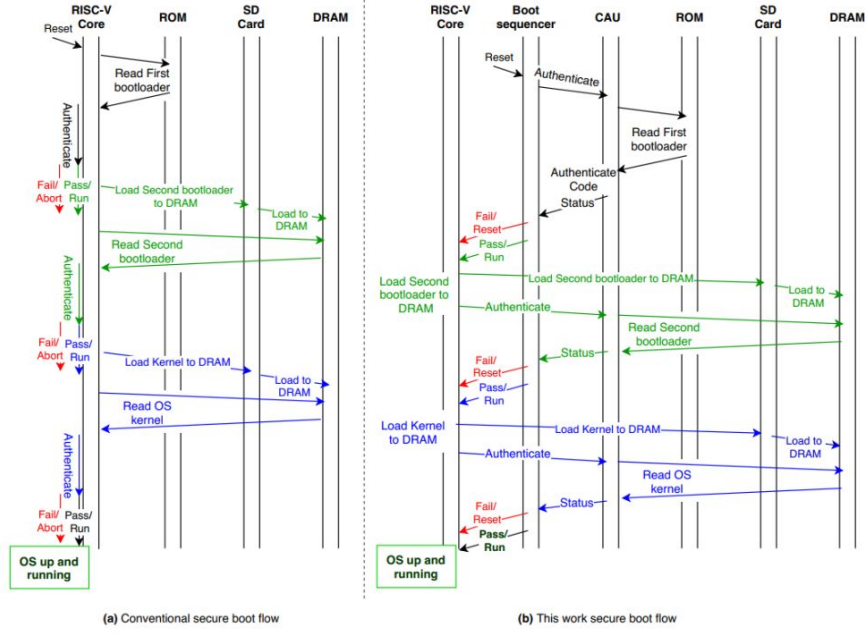 RISC-V
Core
ROM
SD
Card
DRAM
Reset
Read First
bootloader
Authenticate
Fail/
Abort
Pass/
Run
Load Second bootloader
to DRAM
Load to
DRAM
Read Second
bootloader
Authenticate
Fail/
Abort
Pass/
Run
Load Kernel to DRAM
Load to
DRAM
Read OS
kernel
Authenticate
Fail/
Abort
Pass/
Run
OS up and
running
(a) Conventional secure boot flow
RISC-V
Core
Boot
sequencer
CAU
ROM
SD
Card
DRAM
Reset
Authenticate
Read First
bootloader
Authenticate
Code
Status
Fail/
Reset
Pass/
Run
Load Second
bootloader to
DRAM
Load Second bootloader to DRAM
Load to
DRAM
Authenticate
Read Second
bootloader
Status
Fail/
Reset
Pass/
Run
Load Kernel
to DRAM
Load Kernel to DRAM
Load to
DRAM
Authenticate
Read OS
kernel
Status
Fail/
Reset
Pass/
Run
OS up and
running
(b) This work secure boot flow